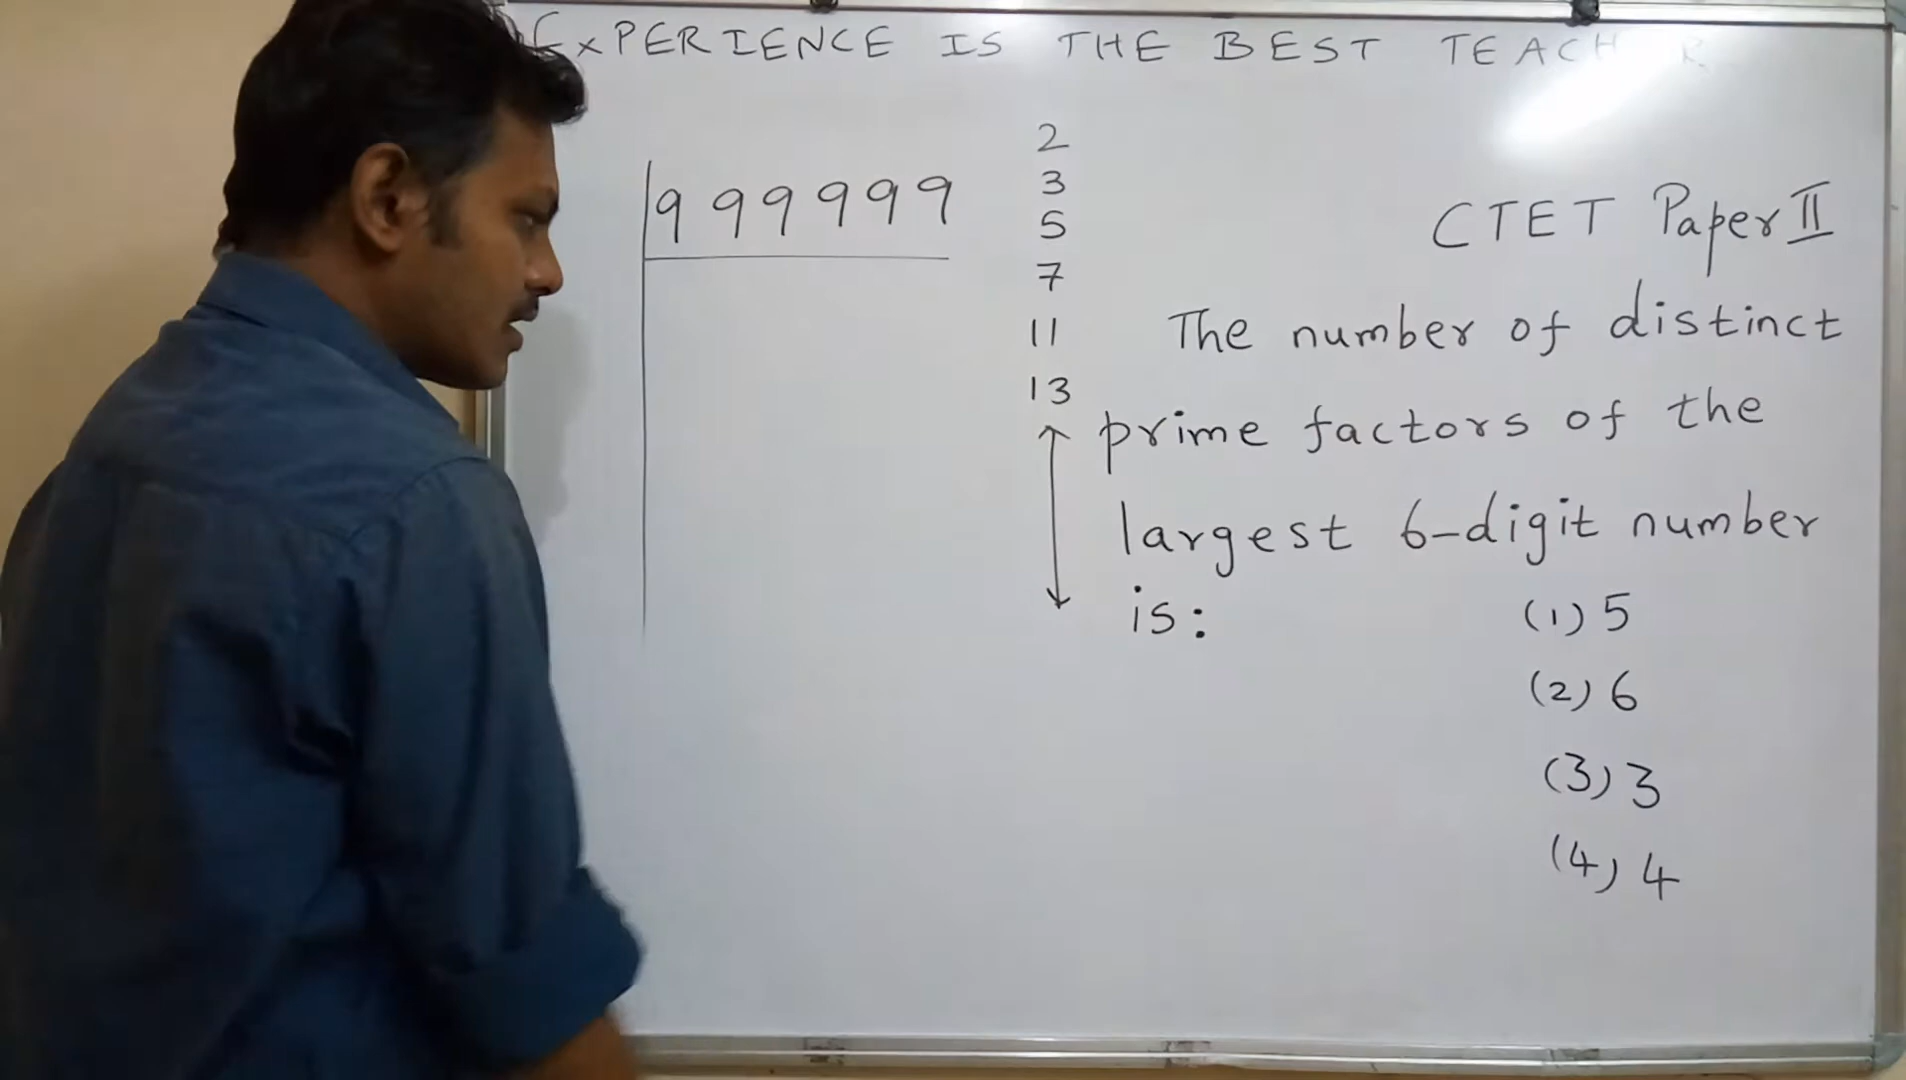 EXPERIENCE IS THE BEST TEACHER
999999
2
3
5
7
11
13
CTET Paper II
The number of distinct
prime factors of the
largest 6-digit number
is:
(1) 5
(2) 6
(3) 3
(4) 4